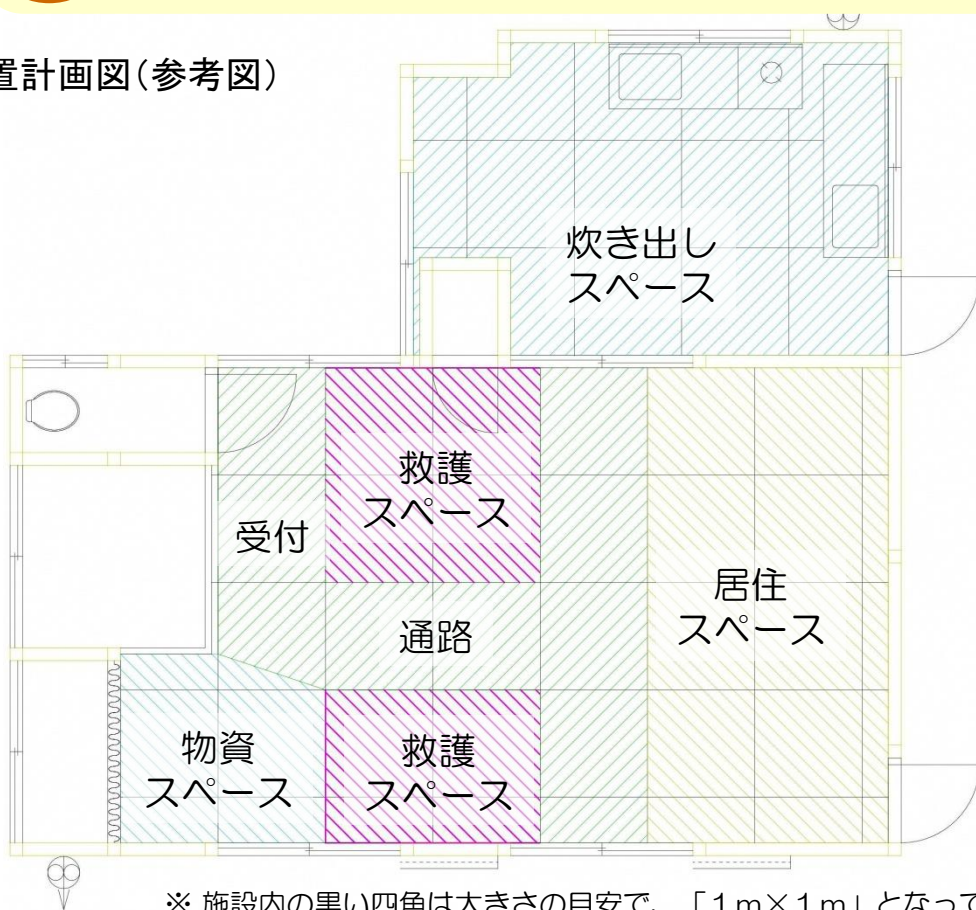 置計画図(参考図)
炊き出し
スペース
救護
スペース
受付
居住
スペース
通路
物資
スペース
救護
スペース
※ 施設内の黒い四角は大きさの目安で、「1m×1m」となって